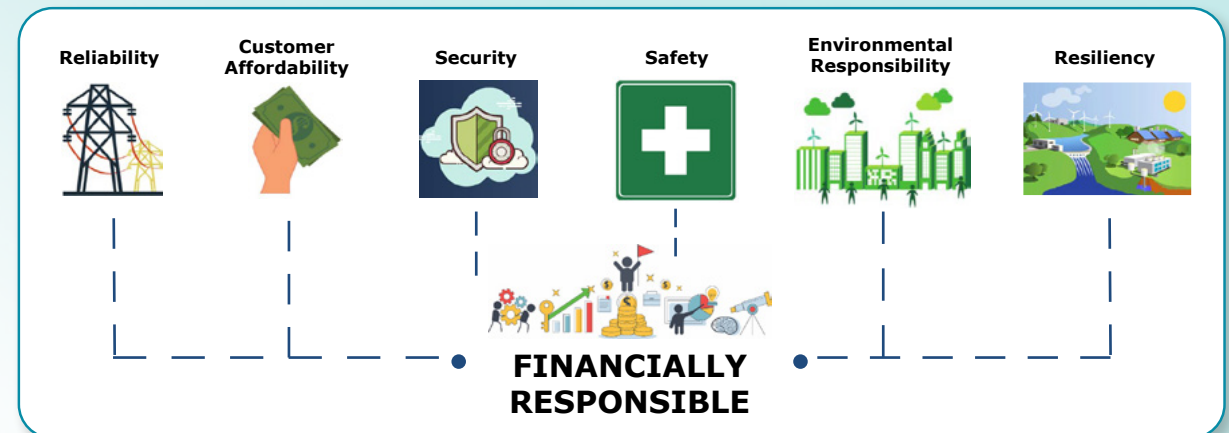 Reliability
Customer
Affordability
Security
Safety
Environmental
Responsibility
Resiliency
FINANCIALLY
RESPONSIBLE